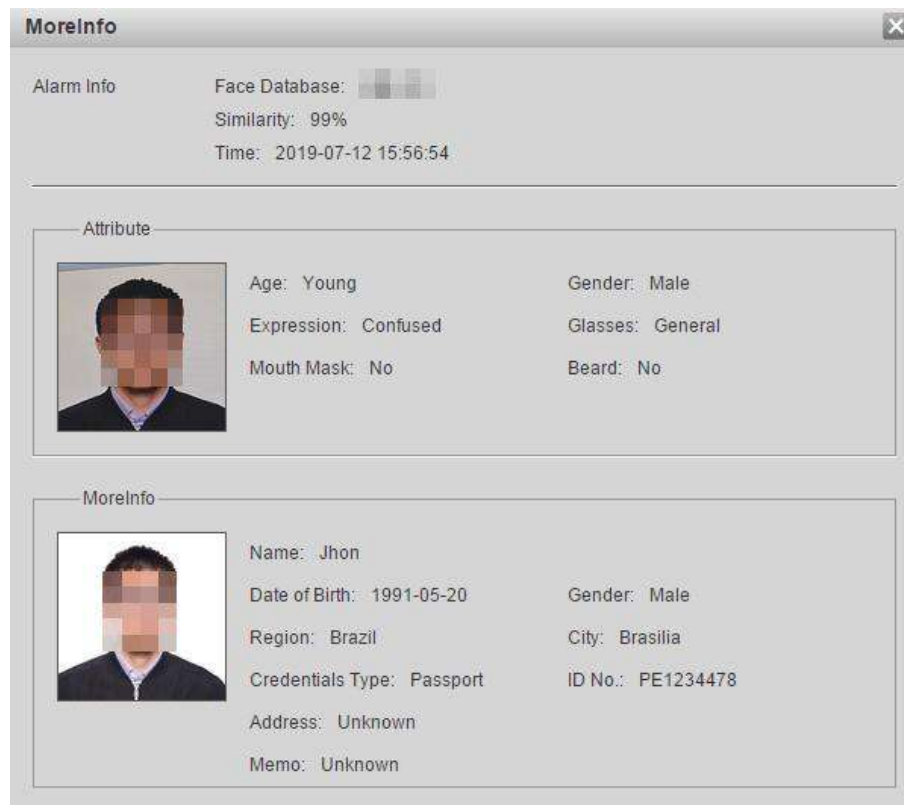 MoreInfo
Alarm Info
Face Database:
Similarity: 99%
Time: 2019-07-12 15:56:54
Attribute
Age: Young Gender: Male
Expression: Confused Glasses: General
Mouth Mask: No Beard: No
MoreInfo
Name: Jhon
Date of Birth: 1991-05-20 Gender: Male
Region: Brazil City: Brasilia
Credentials Type: Passport ID No.: PE1234478
Address: Unknown
Memo: Unknown